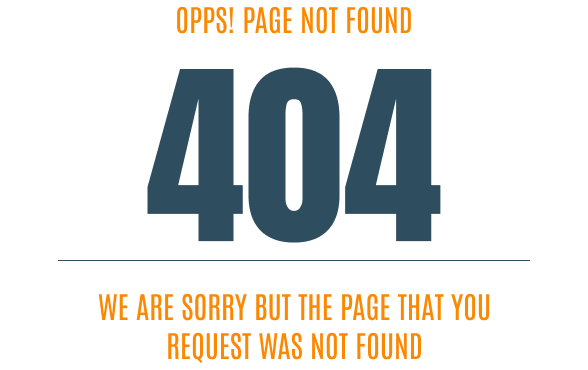 OPPS! PAGE NOT FOUND
404
WE ARE SORRY BUT THE PAGE THAT YOU
REQUEST WAS NOT FOUND